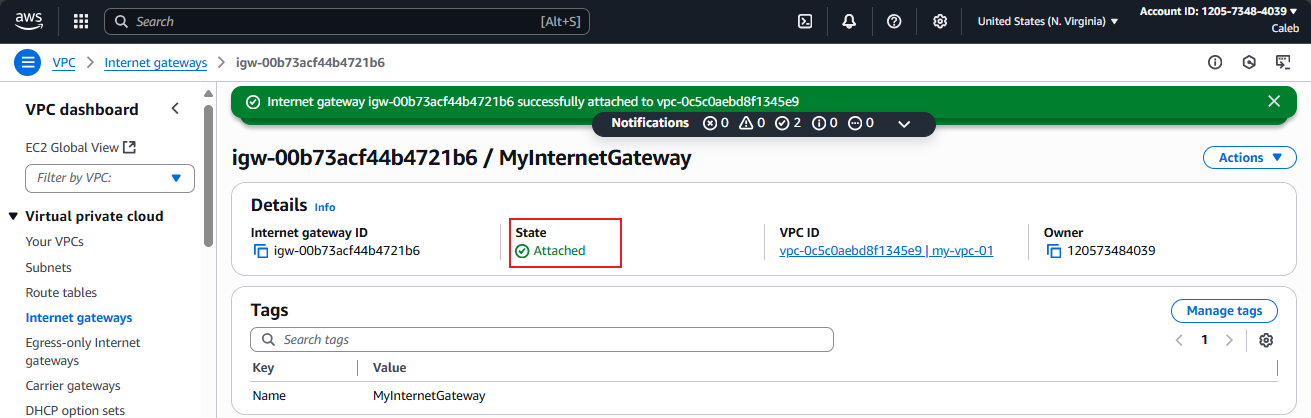 aws
Search [Alt+S]
United States (N. Virginia)
Account ID: 1205-7348-4039
Caleb
VPC > Internet gateways > igw-00b73acf44b4721b6
VPC dashboard
EC2 Global View
Filter by VPC:
Virtual private cloud
Your VPCs
Subnets
Route tables
Internet gateways
Egress-only Internet
gateways
Carrier gateways
DHCP option sets
Internet gateway igw-00b73acf44b4721b6 successfully attached to vpc-0c5c0aebd8f1345e9
Notifications 0 0 2 0 0
igw-00b73acf44b4721b6 / MyInternetGateway
Actions
Details Info
Internet gateway ID
igw-00b73acf44b4721b6
State
Attached
VPC ID
vpc-0c5c0aebd8f1345e9 | my-vpc-01
Owner
120573484039
Tags
Manage tags
Search tags
1
Key Value
Name MyInternetGateway